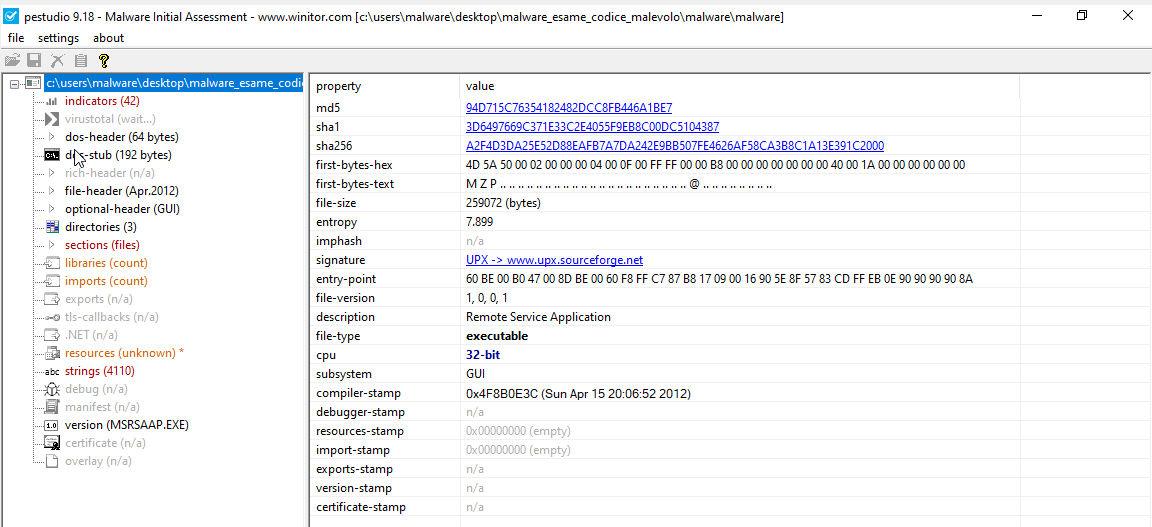 pestudio 9.18 - Malware Initial Assessment - www.winitor.com [c:\users\malware\desktop\malware_esame_codice_malevolo\malware\malware]
file settings about
c:\users\malware\desktop\malware_esame_codi
indicators (42)
virustotal (wait...)
dos-header (64 bytes)
dos-stub (192 bytes)
rich-header (n/a)
file-header (Apr.2012)
optional-header (GUI)
directories (3)
sections (files)
libraries (count)
imports (count)
exports (n/a)
tls-callbacks (n/a)
.NET (n/a)
resources (unknown) *
abc strings (4110)
debug (n/a)
manifest (n/a)
1.0 version (MSRSAAP.EXE)
certificate (n/a)
overlay (n/a)
property value
md5 94D715C76354182482DCC8FB446A1BE7
sha1 3D6497669C371E33C2E4055F9EB8C00DC5104387
sha256 A2F4D3DA25E52D88EAFB7A7DA242E9BB507FE4626AF58CA3B8C1A13E391C2000
first-bytes-hex 4D 5A 50 00 02 00 00 00 04 00 0F 00 FF FF 00 00 B8 00 00 00 00 00 00 00 40 00 1A 00 00 00 00 00 00
first-bytes-text M Z P .. .. .. .. .. .. .. .. .. .. .. .. .. .. .. .. .. .. .. .. .. @ .. .. .. .. .. .. .. ..
file-size 259072 (bytes)
entropy 7.899
imphash n/a
signature UPX -> www.upx.sourceforge.net
entry-point 60 BE 00 B0 47 00 8D BE 00 60 F8 FF C7 87 B8 17 09 00 16 90 5E 8F 57 83 CD FF EB 0E 90 90 90 90 8A
file-version 1, 0, 0, 1
description Remote Service Application
file-type executable
cpu 32-bit
subsystem GUI
compiler-stamp 0x4F8B0E3C (Sun Apr 15 20:06:52 2012)
debugger-stamp n/a
resources-stamp 0x00000000 (empty)
import-stamp 0x00000000 (empty)
exports-stamp n/a
version-stamp n/a
certificate-stamp n/a